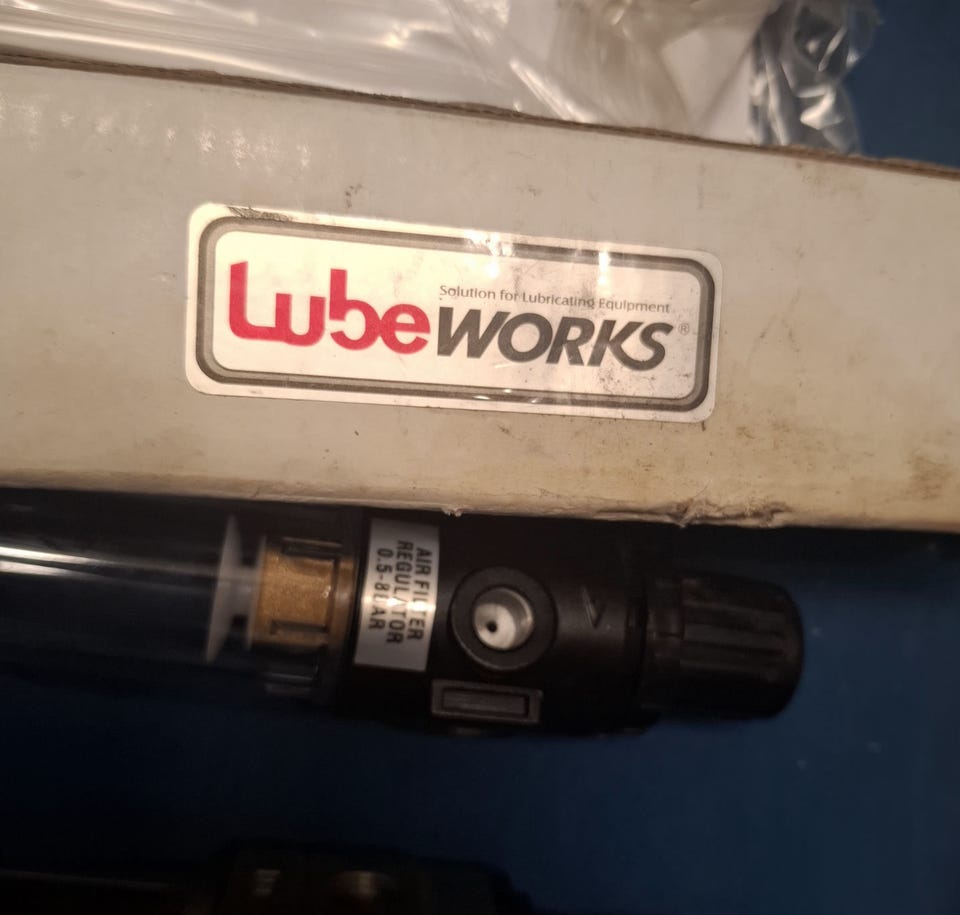 Solution for Lubricating Equipment
LubeWORKS®
AIR FILTER
REGULATOR
0.5-8BAR